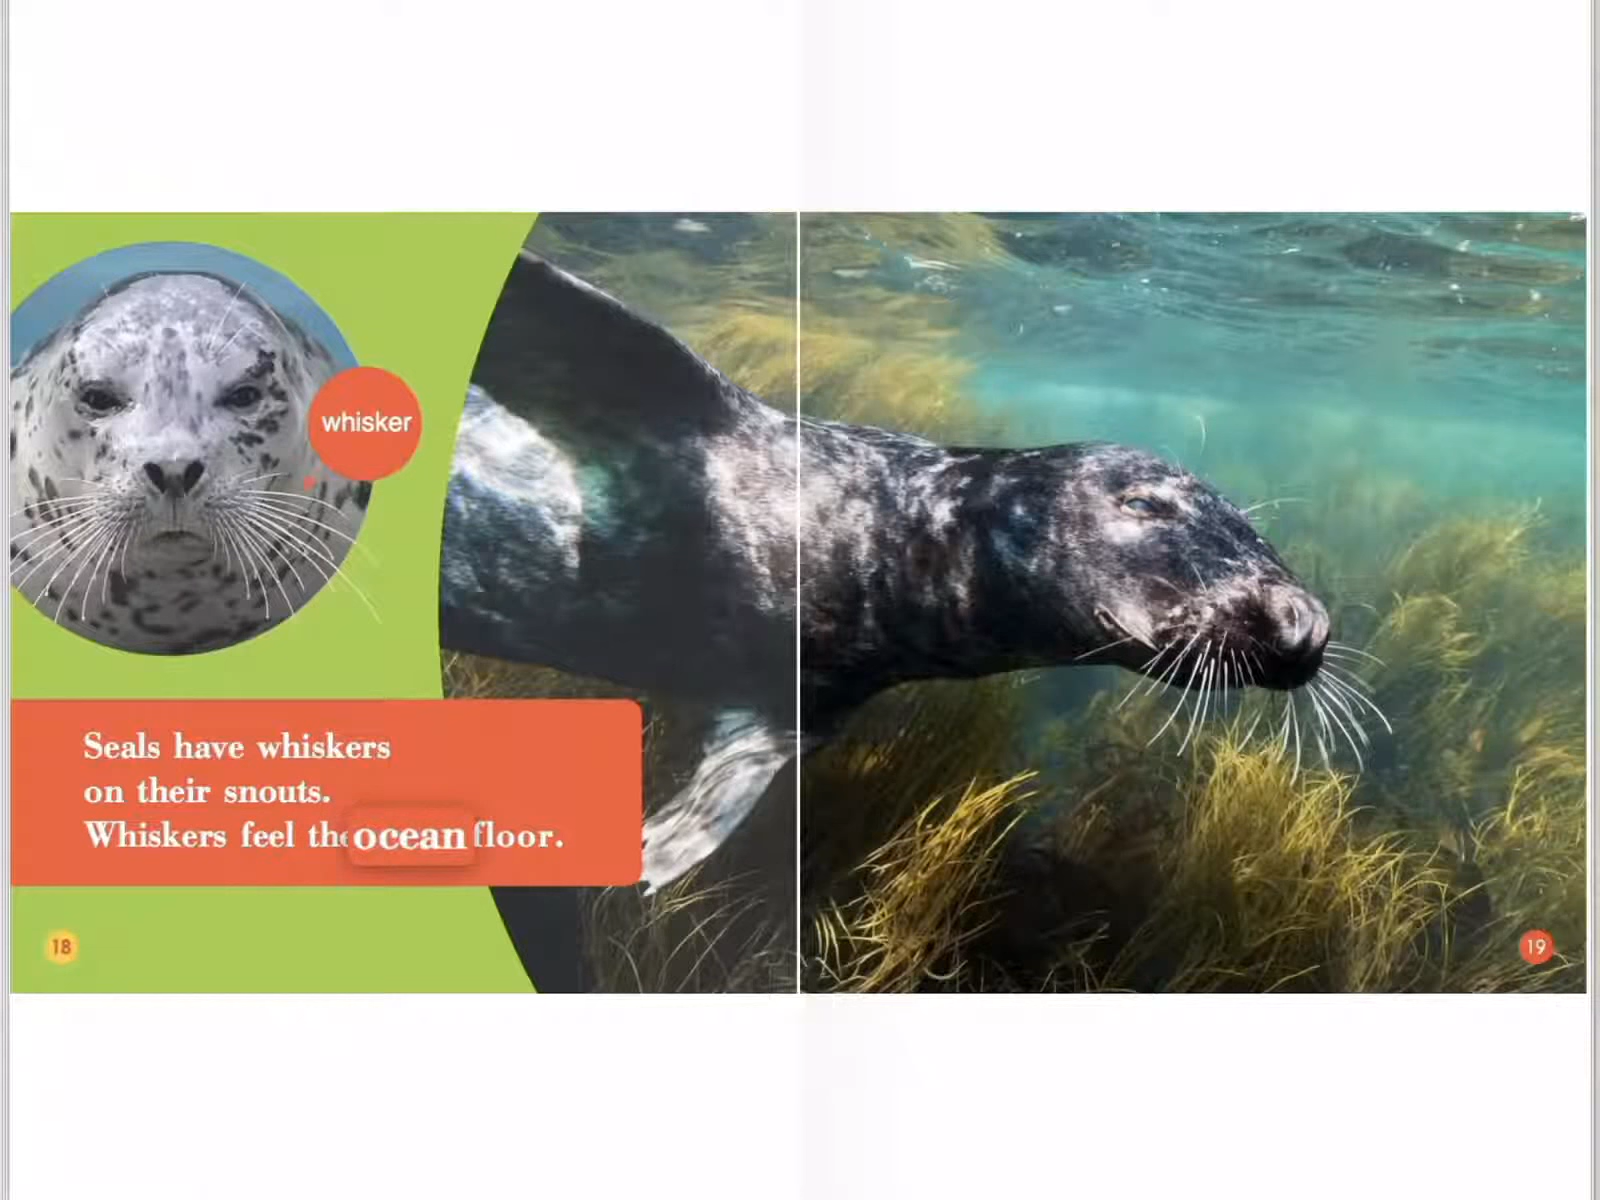 whisker
Seals have whiskers
on their snouts.
Whiskers feel the ocean floor.
18
19